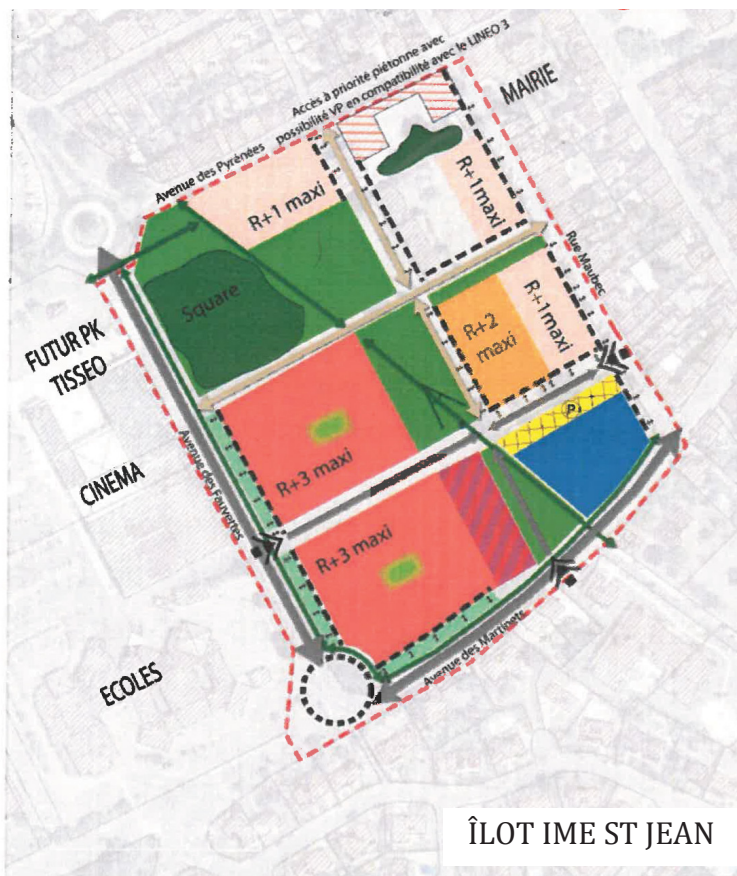 Accès à priorité piétonne avec
possibilité VP en compatibilité avec le LINEO 3
MAIRIE
Avenue des Pyrénées
R+1 maxi
R+1 maxi
Rue Maubec
Square
R+2
maxi
R+1 maxi
FUTUR PK
TISSEO
P
CINEMA
Avenue des Fauvettes
R+3 maxi
R+3 maxi
ECOLES
Avenue des Martinets
ÎLOT IME ST JEAN